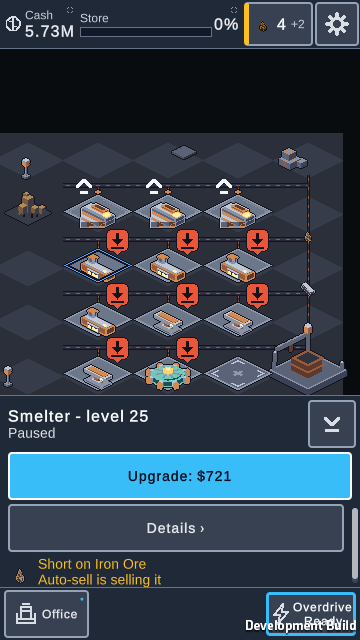 Cash
5.73M
Store
0%
4 +2
Smelter - level 25
Paused
Upgrade: $721
Details ›
Short on Iron Ore
Auto-sell is selling it
Office
Overdrive
Ready
Development Build